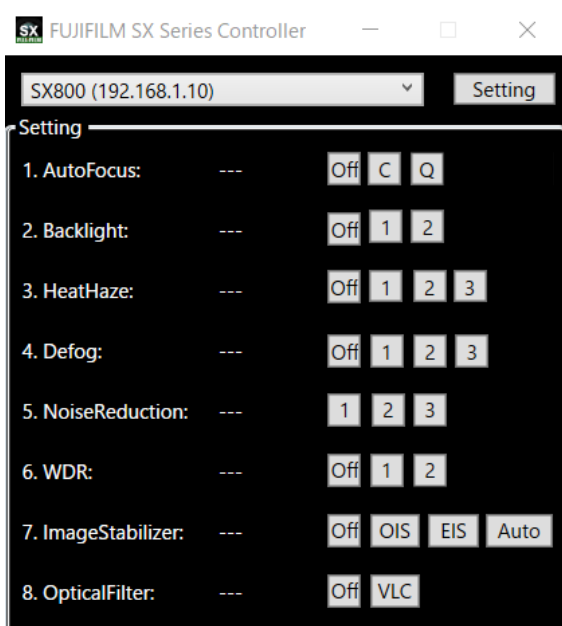 SX FUJIFILM SX Series Controller
SX800 (192.168.1.10) Setting
Setting
1. AutoFocus: --- Off C Q
2. Backlight: --- Off 1 2
3. HeatHaze: --- Off 1 2 3
4. Defog: --- Off 1 2 3
5. NoiseReduction: --- 1 2 3
6. WDR: --- Off 1 2
7. ImageStabilizer: --- Off OIS EIS Auto
8. OpticalFilter: --- Off VLC